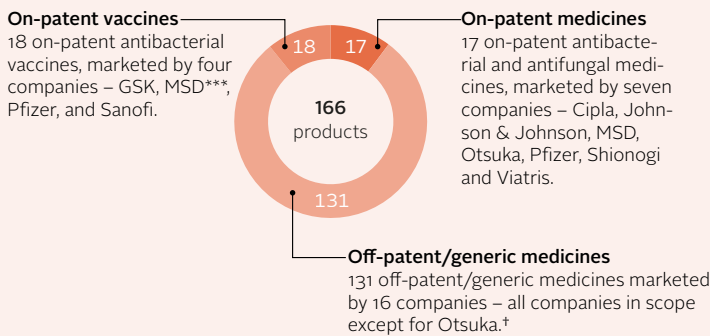 On-patent vaccines
18 on-patent antibacterial
vaccines, marketed by four
companies – GSK, MSD***,
Pfizer, and Sanofi.
18
17
166
products
131
On-patent medicines
17 on-patent antibacte-
rial and antifungal medi-
cines, marketed by seven
companies – Cipla, John-
son & Johnson, MSD,
Otsuka, Pfizer, Shionogi
and Viatris.
Off-patent/generic medicines
131 off-patent/generic medicines marketed
by 16 companies – all companies in scope
except for Otsuka.†